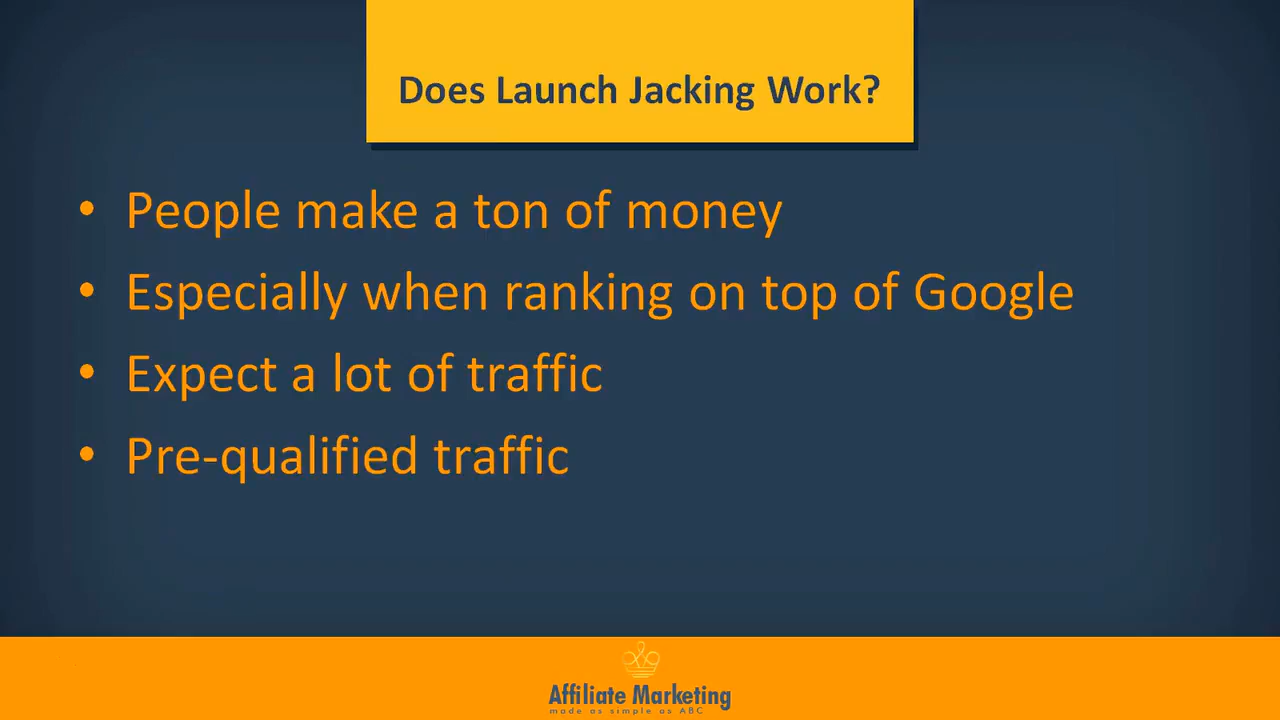 Does Launch Jacking Work?
• People make a ton of money
• Especially when ranking on top of Google
• Expect a lot of traffic
• Pre-qualified traffic
Affiliate Marketing
made as simple as ABC